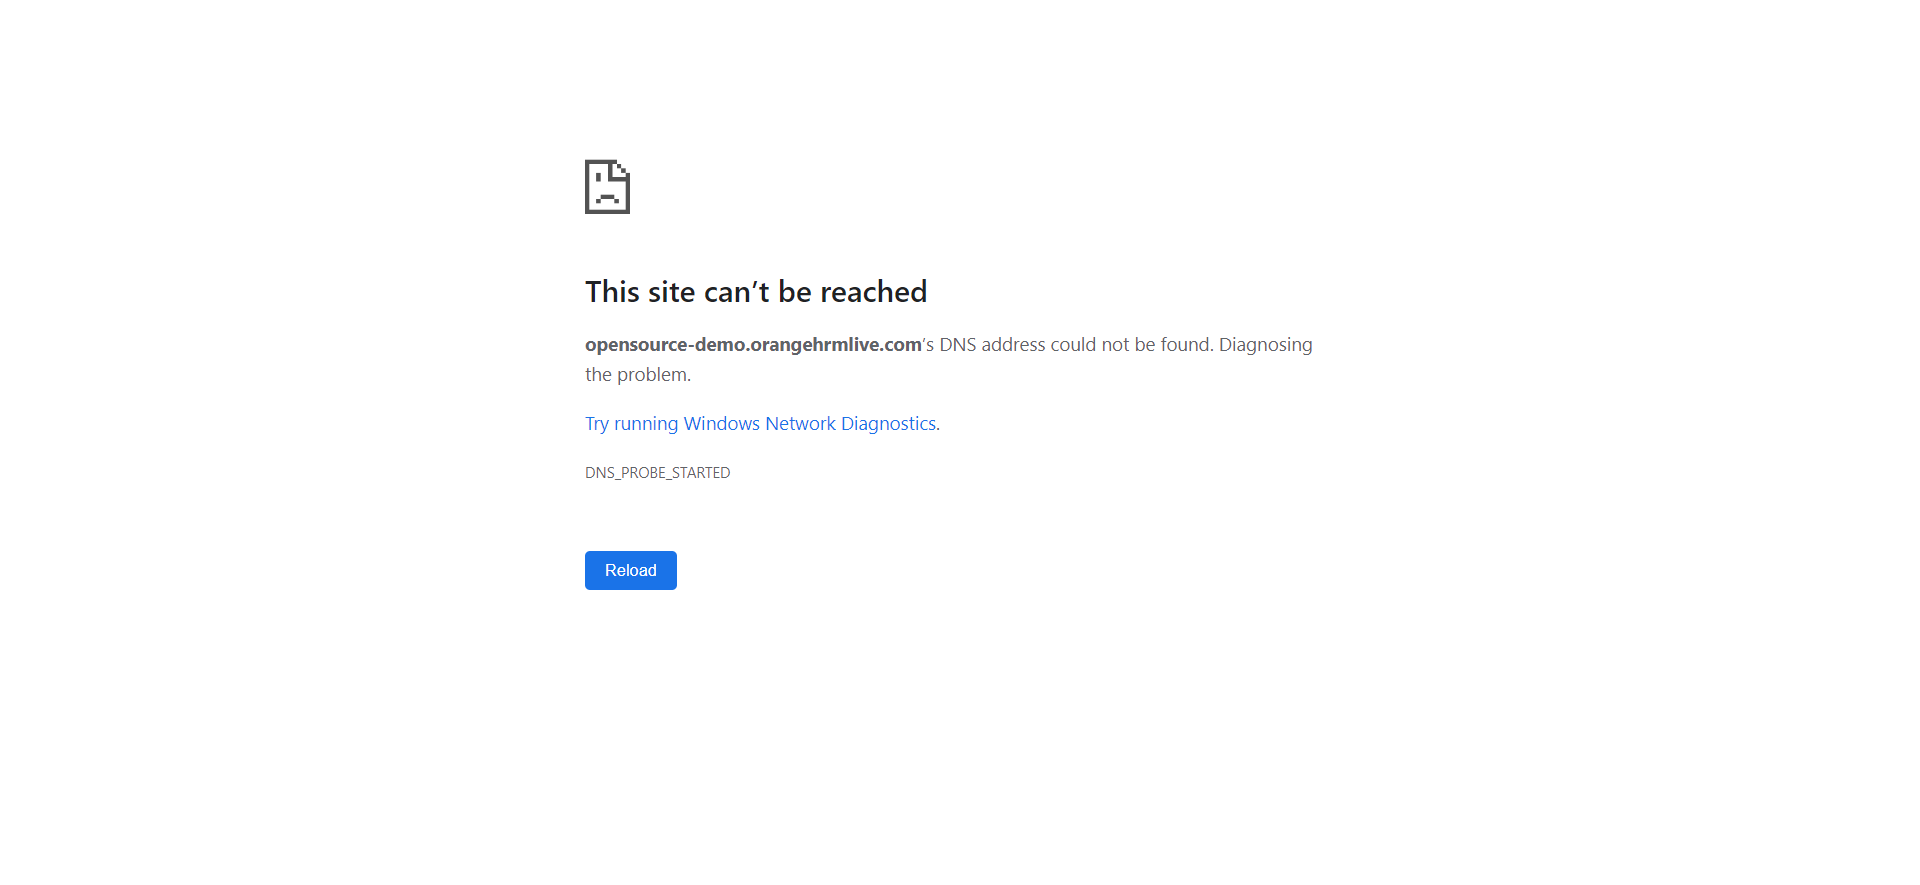 This site can’t be reached
opensource-demo.orangehrmlive.com’s DNS address could not be found. Diagnosing
the problem.
Try running Windows Network Diagnostics.
DNS_PROBE_STARTED
Reload